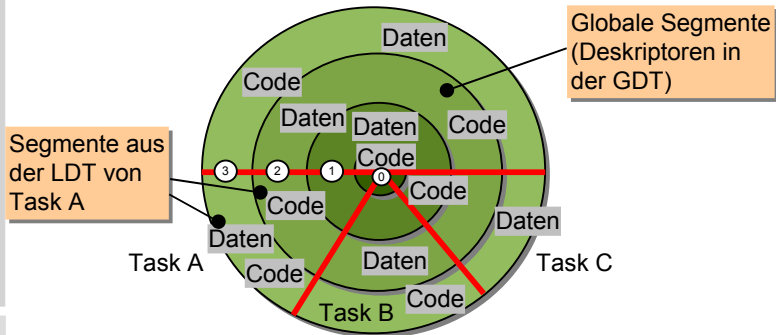 Globale Segmente
(Deskriptoren in
der GDT)
Daten
Code
Daten
Daten
Code
Code
Segmente aus
der LDT von
Task A
3
2
1
0
Code
Code
Daten
Daten
Task A
Code
Daten
Task C
Code
Task B